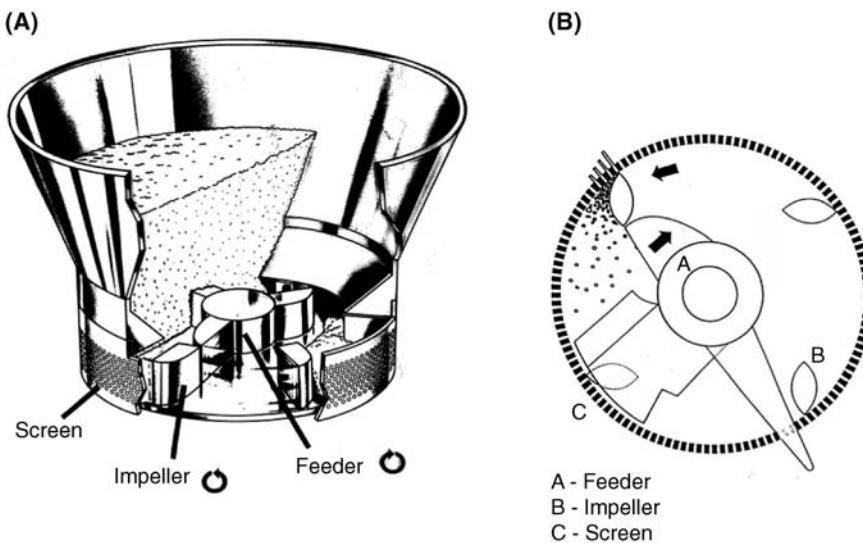 (A)
Screen
Impeller
Feeder
(B)
A
B
C
A - Feeder
B - Impeller
C - Screen